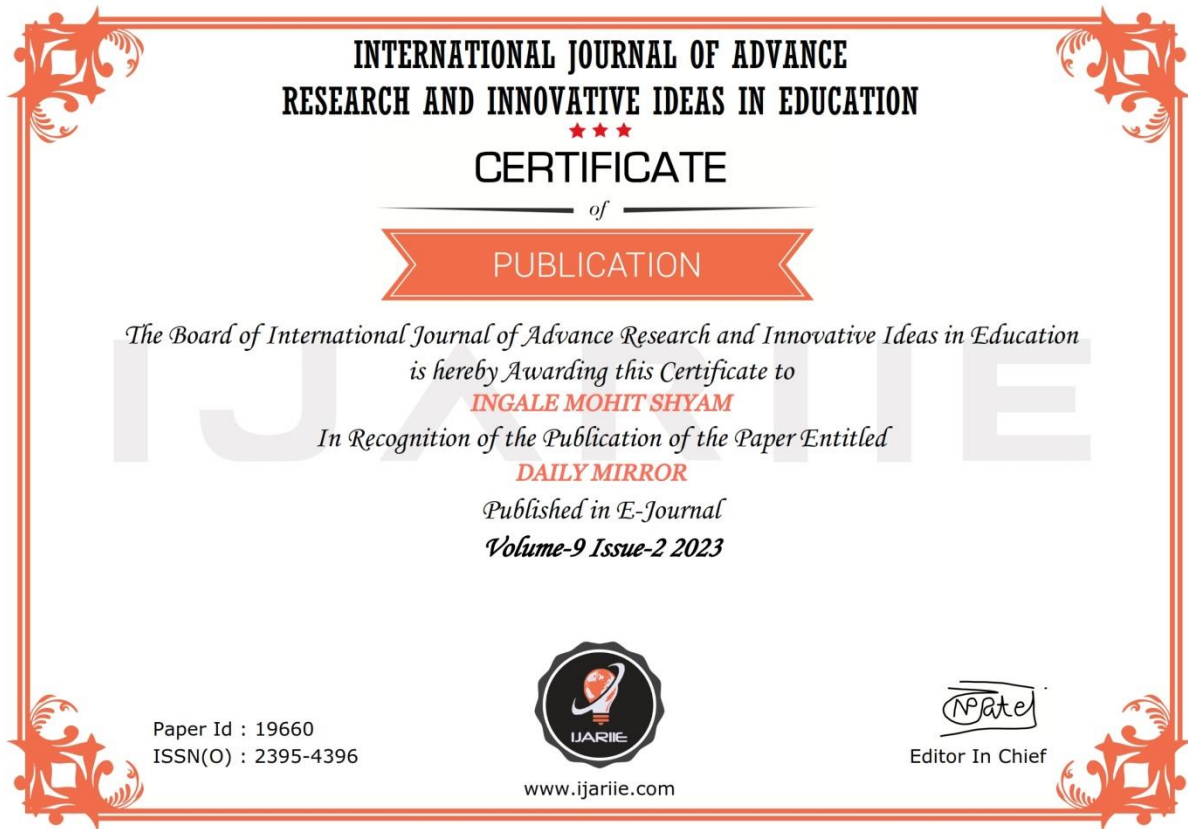 INTERNATIONAL JOURNAL OF ADVANCE
RESEARCH AND INNOVATIVE IDEAS IN EDUCATION
CERTIFICATE
of
PUBLICATION
IJARIIE
The Board of International Journal of Advance Research and Innovative Ideas in Education
is hereby Awarding this Certificate to
INGALE MOHIT SHYAM
In Recognition of the Publication of the Paper Entitled
DAILY MIRROR
Published in E-Journal
Volume-9 Issue-2 2023
Paper Id : 19660
ISSN(O) : 2395-4396
IJARIIE
www.ijariie.com
Editor In Chief